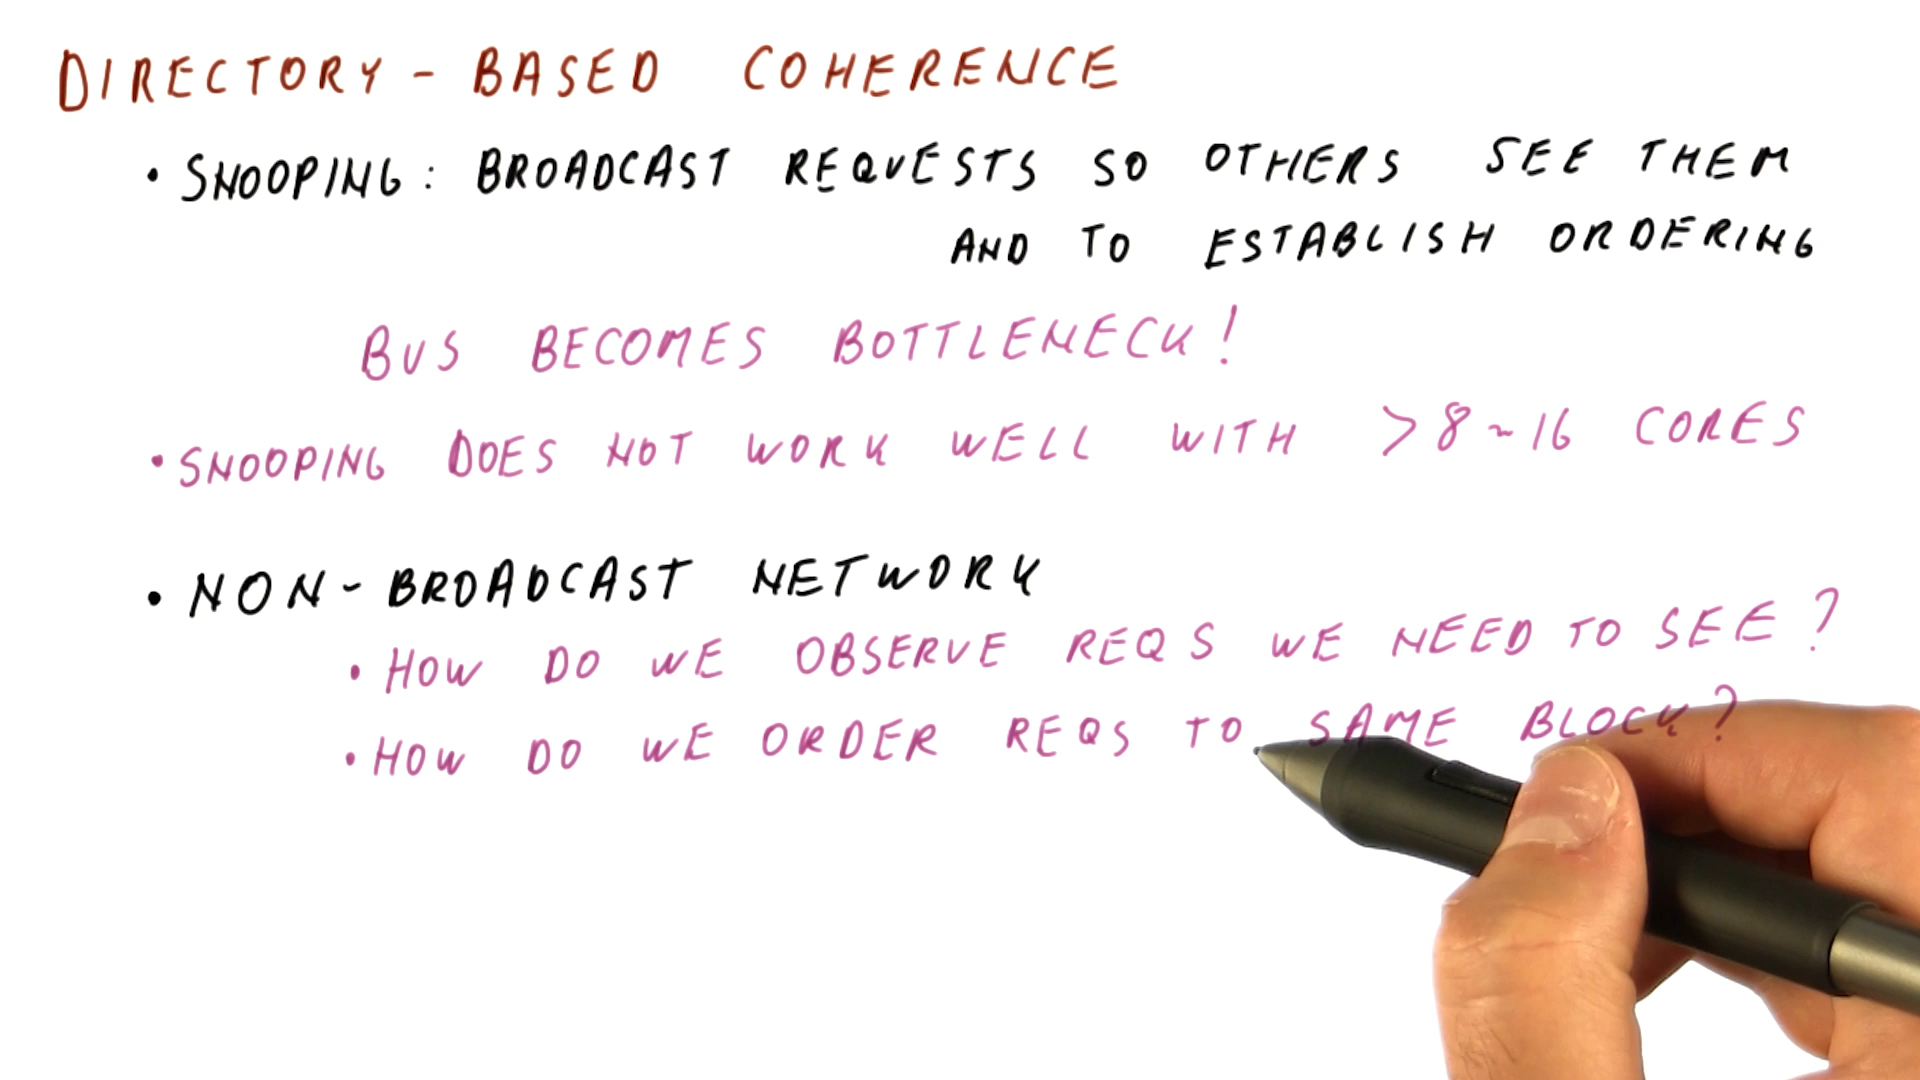 DIRECTORY - BASED COHERENCE
• SNOOPING: BROADCAST REQUESTS SO OTHERS SEE THEM
AND TO ESTABLISH ORDERING
BUS BECOMES BOTTLENECK!
• SNOOPING DOES NOT WORK WELL WITH > 8~16 CORES
• NON-BROADCAST NETWORK
• HOW DO WE OBSERVE REQS WE NEED TO SEE?
• HOW DO WE ORDER REQS TO SAME BLOCK?